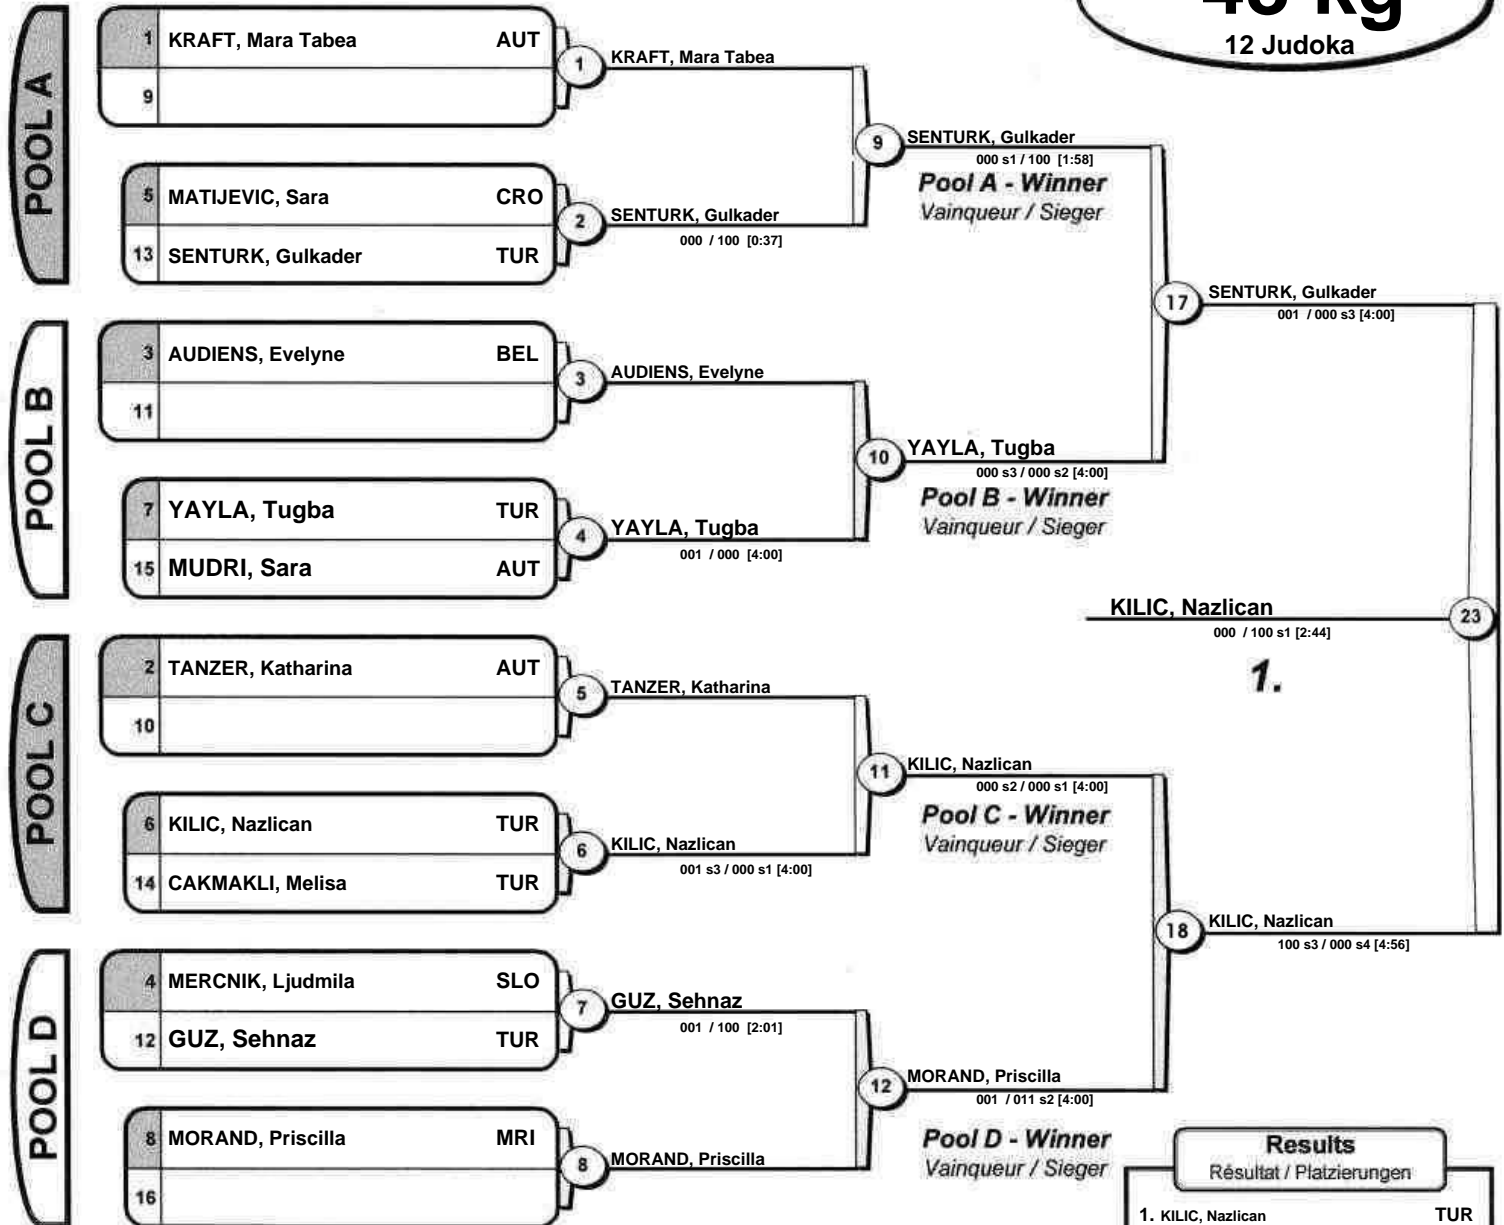 48 kg
12 Judoka
POOL A
1 KRAFT, Mara Tabea AUT
9
1 KRAFT, Mara Tabea
5 MATIJEVIC, Sara CRO
13 SENTURK, Gulkader TUR
2 SENTURK, Gulkader
000 / 100 [0:37]
9 SENTURK, Gulkader
000 s1 / 100 [1:58]
Pool A - Winner
Vainqueur / Sieger
POOL B
3 AUDIENS, Evelyne BEL
11
3 AUDIENS, Evelyne
7 YAYLA, Tugba TUR
15 MUDRI, Sara AUT
4 YAYLA, Tugba
001 / 000 [4:00]
10 YAYLA, Tugba
000 s3 / 000 s2 [4:00]
Pool B - Winner
Vainqueur / Sieger
17 SENTURK, Gulkader
001 / 000 s3 [4:00]
KILIC, Nazlican 23
000 / 100 s1 [2:44]
1.
POOL C
2 TANZER, Katharina AUT
10
5 TANZER, Katharina
6 KILIC, Nazlican TUR
14 CAKMAKLI, Melisa TUR
6 KILIC, Nazlican
001 s3 / 000 s1 [4:00]
11 KILIC, Nazlican
000 s2 / 000 s1 [4:00]
Pool C - Winner
Vainqueur / Sieger
18 KILIC, Nazlican
100 s3 / 000 s4 [4:56]
POOL D
4 MERCNIK, Ljudmila SLO
12 GUZ, Sehnaz TUR
7 GUZ, Sehnaz
001 / 100 [2:01]
8 MORAND, Priscilla MRI
16
8 MORAND, Priscilla
12 MORAND, Priscilla
001 / 011 s2 [4:00]
Pool D - Winner
Vainqueur / Sieger
Results
Résultat / Platzierungen
1. KILIC, Nazlican TUR